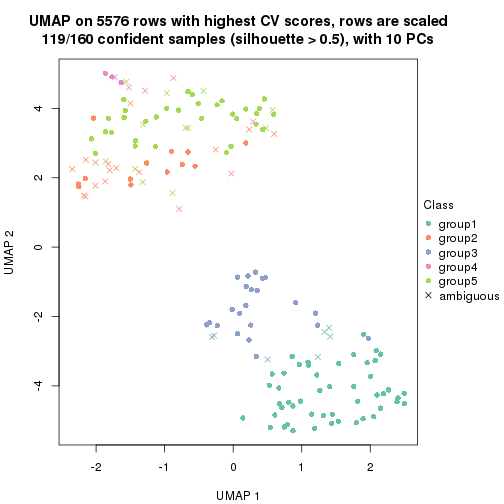 UMAP on 5576 rows with highest CV scores, rows are scaled
119/160 confident samples (silhouette > 0.5), with 10 PCs
4
2
0
-2
-4
UMAP 2
-2
-1
0
1
2
UMAP 1
Class
group1
group2
group3
group4
group5
ambiguous